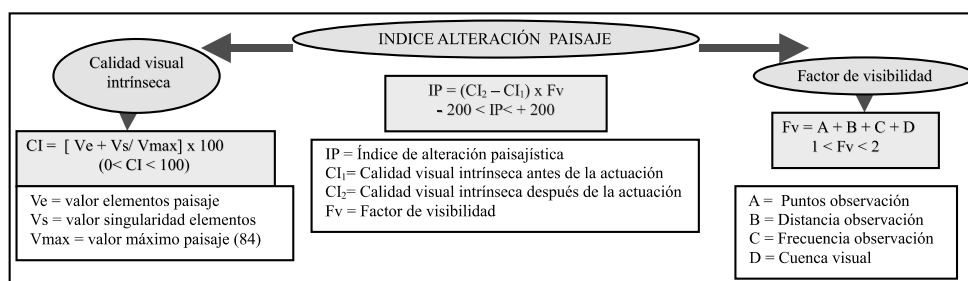 INDICE ALTERACIÓN PAISAJE
Calidad visual
intrínseca
CI = [ Ve + Vs/ Vmax] x 100
(0< CI < 100)
Ve = valor elementos paisaje
Vs = valor singularidad elementos
Vmax = valor máximo paisaje (84)
IP = (CI₂ – CI₁) x Fv
- 200 < IP< + 200
IP = Índice de alteración paisajística
CI₁= Calidad visual intrínseca antes de la actuación
CI₂= Calidad visual intrínseca después de la actuación
Fv = Factor de visibilidad
Factor de visibilidad
Fv = A + B + C + D
1 < Fv < 2
A = Puntos observación
B = Distancia observación
C = Frecuencia observación
D = Cuenca visual